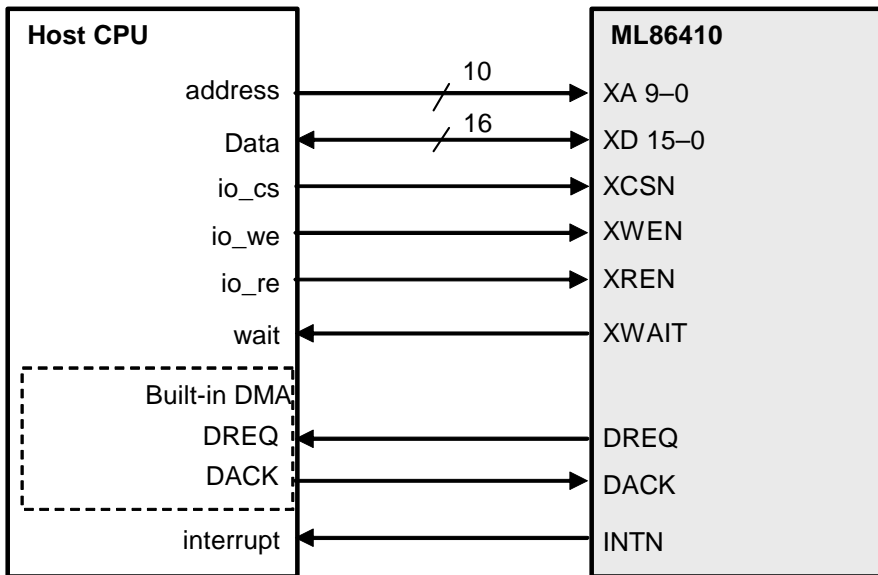 Host CPU ML86410
address 10 XA 9–0
Data 16 XD 15–0
io_cs XCSN
io_we XWEN
io_re XREN
wait XWAIT
Built-in DMA
DREQ DREQ
DACK DACK
interrupt INTN